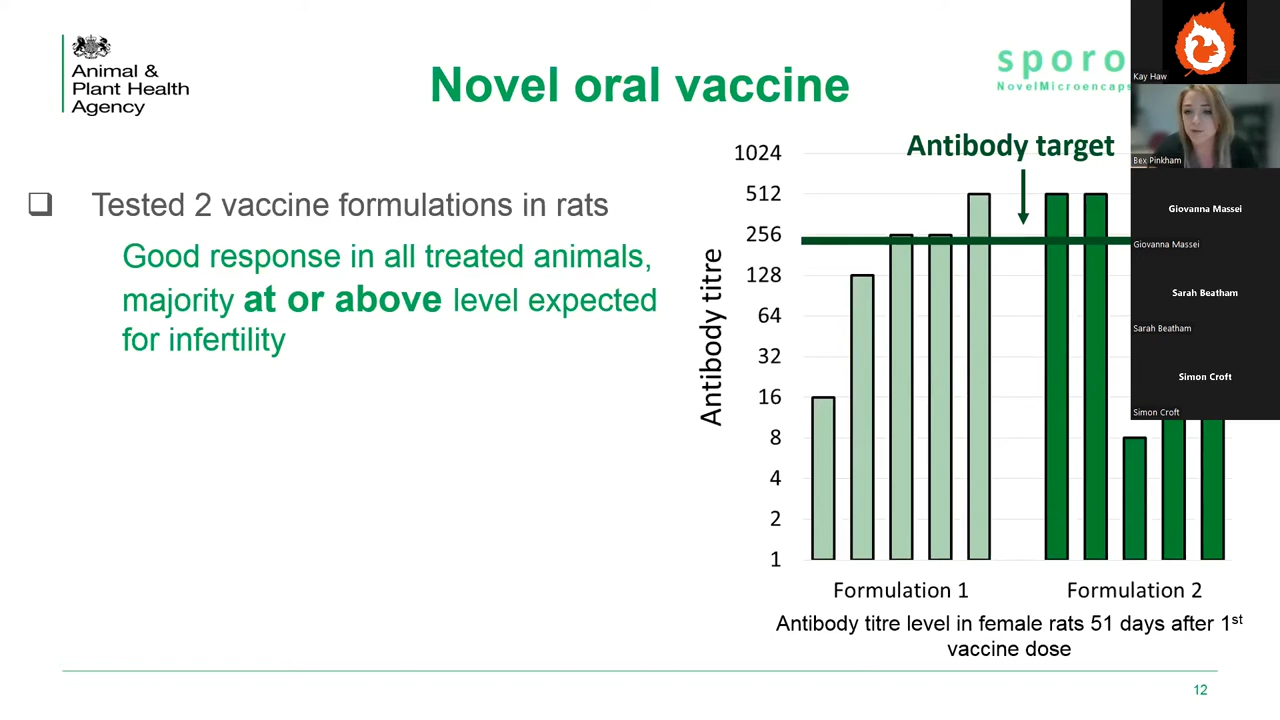 Animal &
Plant Health
Agency
Novel oral vaccine
sporo
NovelMicroencaps
Kay Haw
Bex Pinkham
Giovanna Massei
Giovanna Massei
Sarah Beatham
Sarah Beatham
Simon Croft
Simon Croft
❑ Tested 2 vaccine formulations in rats
Good response in all treated animals,
majority at or above level expected
for infertility
Antibody target
Antibody titre
1024
512
256
128
64
32
16
8
4
2
1
Formulation 1
Formulation 2
Antibody titre level in female rats 51 days after 1st
vaccine dose
12